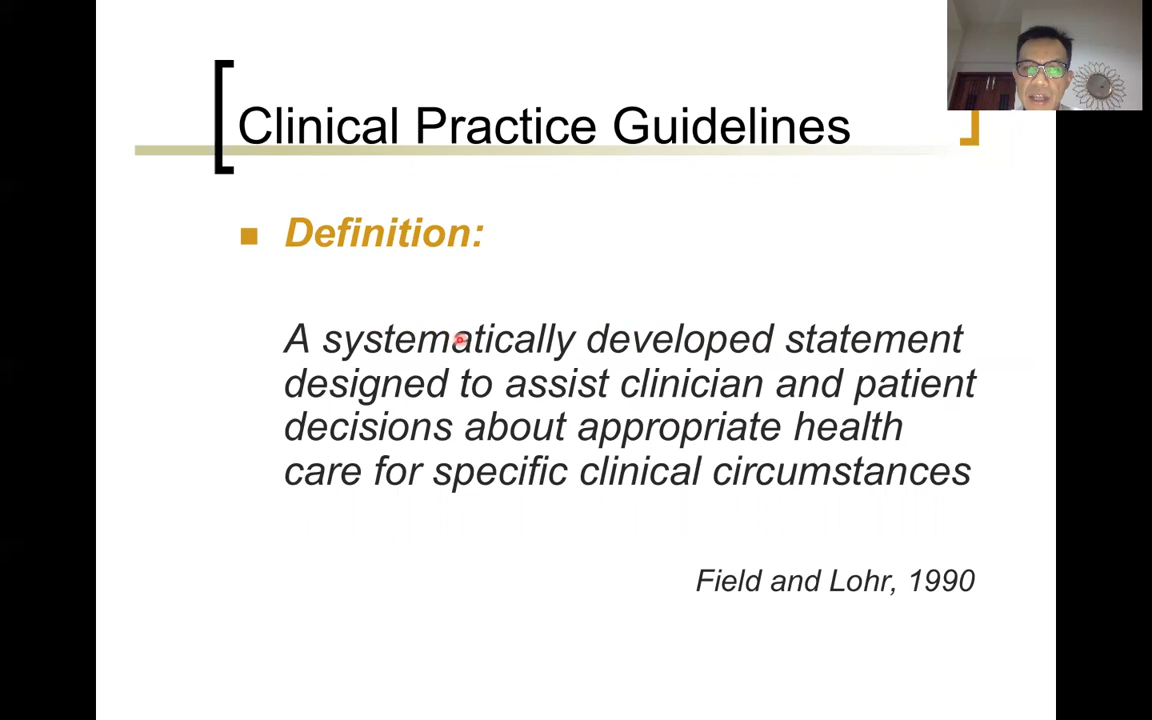 Clinical Practice Guidelines
Definition:
A systematically developed statement
designed to assist clinician and patient
decisions about appropriate health
care for specific clinical circumstances
Field and Lohr, 1990